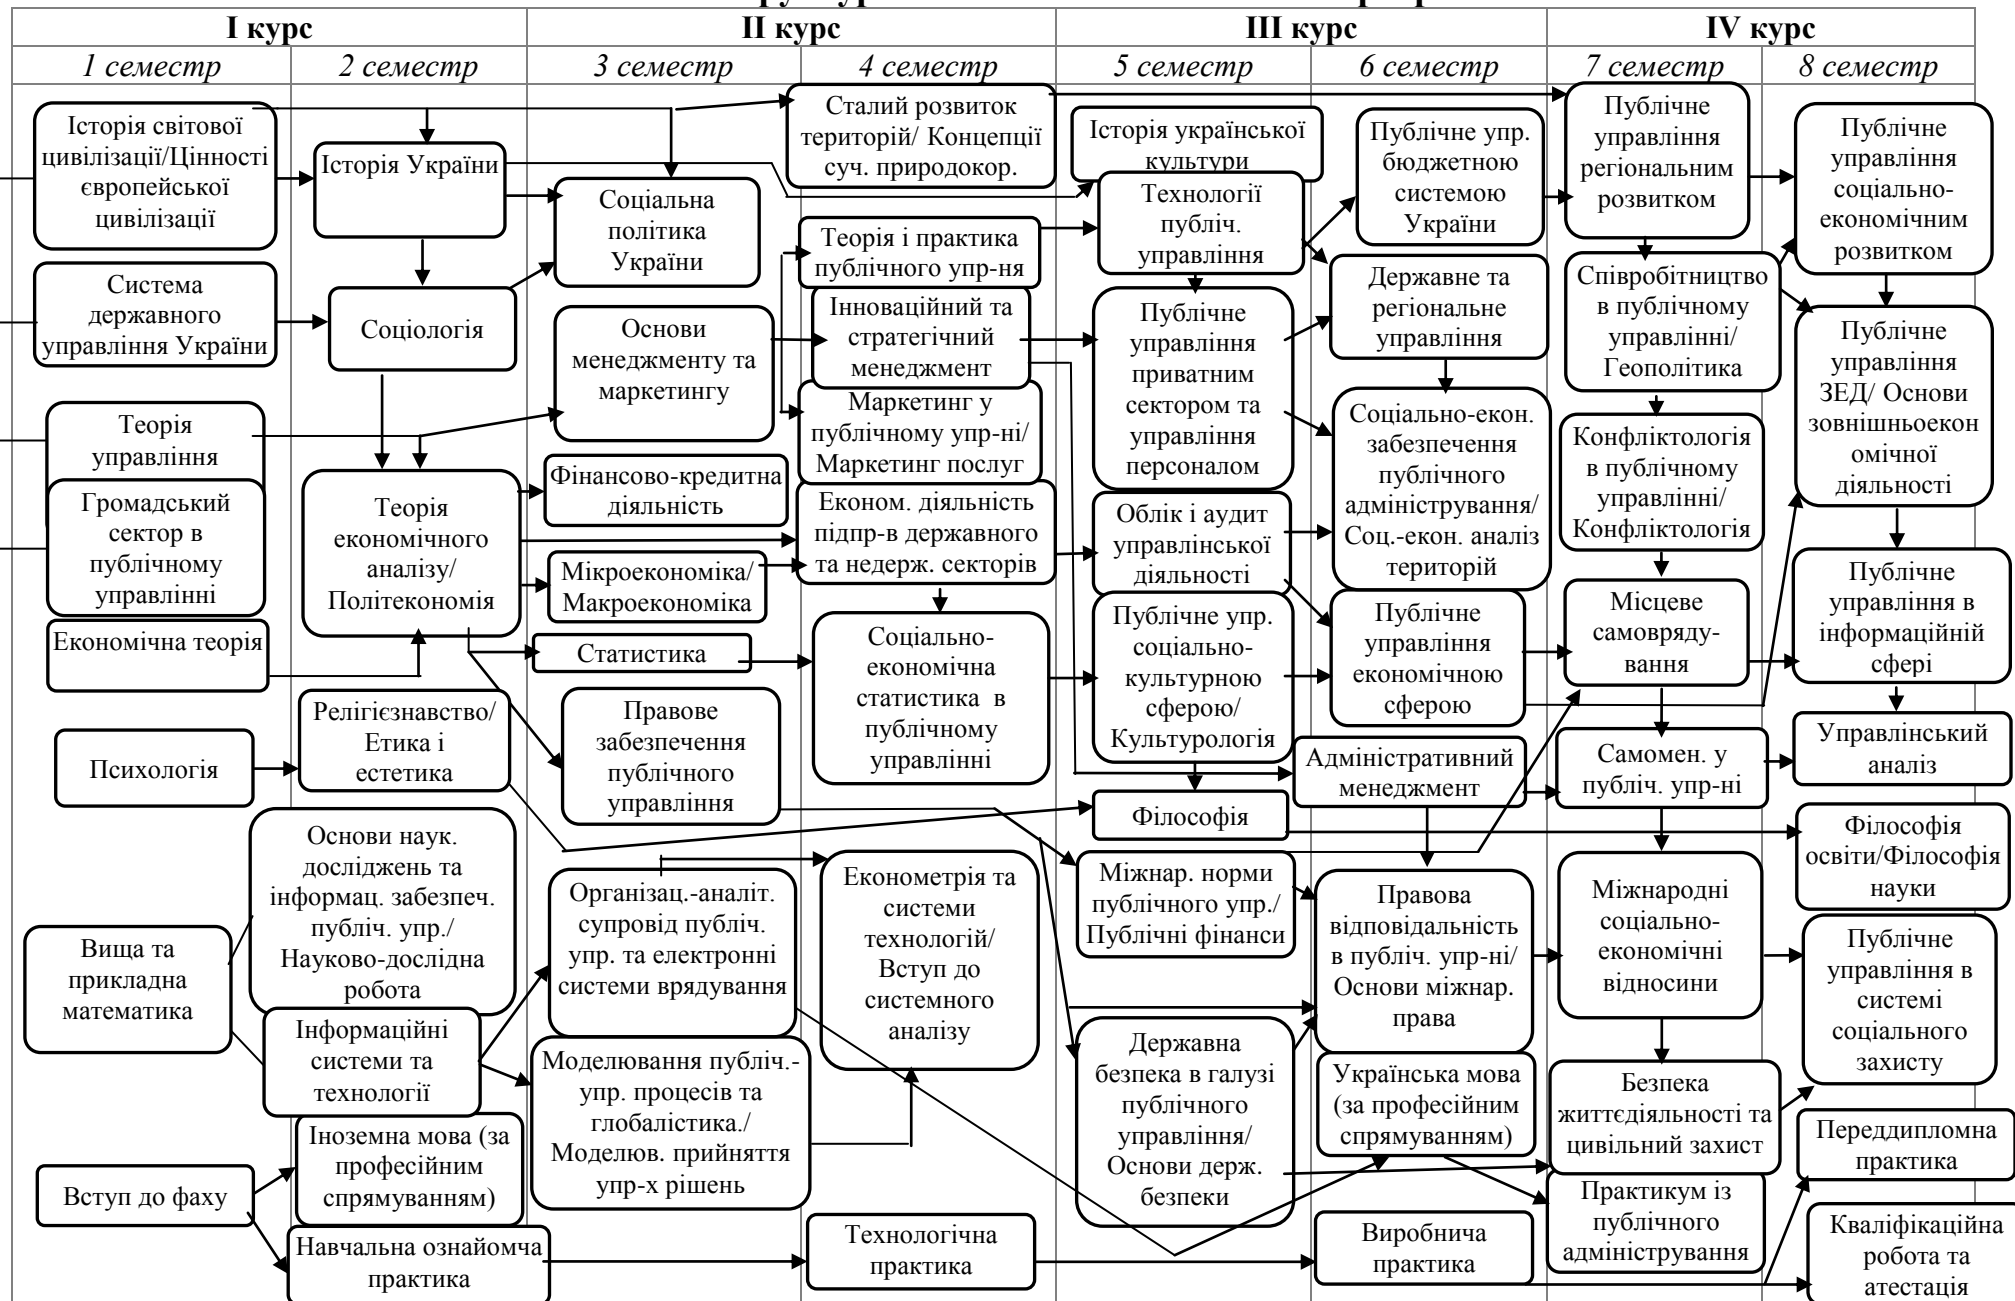 I курс
II курс
III курс
IV курс
1 семестр
2 семестр
3 семестр
4 семестр
5 семестр
6 семестр
7 семестр
8 семестр
Історія світової
цивілізації/Цінності
європейської
цивілізації
Система
державного
управління України
Теорія
управління
Громадський
сектор в
публічному
управлінні
Економічна теорія
Психологія
Вища та
прикладна
математика
Вступ до фаху
Історія України
Соціологія
Теорія
економічного
аналізу/
Політекономія
Релігієзнавство/
Етика і
естетика
Основи наук.
досліджень та
інформац. забезпеч.
публіч. упр./
Науково-дослідна
робота
Інформаційні
системи та
технології
Іноземна мова (за
професійним
спрямуванням)
Навчальна ознайомча
практика
Соціальна
політика
України
Основи
менеджменту та
маркетингу
Фінансово-кредитна
діяльність
Мікроекономіка/
Макроекономіка
Статистика
Правове
забезпечення
публічного
управління
Організац.-аналіт.
супровід публіч.
упр. та електронні
системи врядування
Моделювання публіч.-
упр. процесів та
глобалістика./
Моделюв. прийняття
упр-х рішень
Сталий розвиток
територій/ Концепції
суч. природокор.
Теорія і практика
публічного упр-ня
Інноваційний та
стратегічний
менеджмент
Маркетинг у
публічному упр-ні/
Маркетинг послуг
Економ. діяльність
підпр-в державного
та недерж. секторів
Соціально-
економічна
статистика в
публічному
управлінні
Економетрія та
системи
технологій/
Вступ до
системного
аналізу
Технологічна
практика
Історія української
культури
Технології
публіч.
управління
Публічне
управління
приватним
сектором та
управління
персоналом
Облік і аудит
управлінської
діяльності
Публічне упр.
соціально-
культурною
сферою/
Культурологія
Філософія
Міжнар. норми
публічного упр./
Публічні фінанси
Державна
безпека в галузі
публічного
управління/
Основи держ.
безпеки
Публічне упр.
бюджетною
системою
України
Державне та
регіональне
управління
Соціально-екон.
забезпечення
публічного
адміністрування/
Соц.-екон. аналіз
територій
Публічне
управління
економічною
сферою
Адміністративний
менеджмент
Правова
відповідальність
в публіч. упр-ні/
Основи міжнар.
права
Українська мова
(за професійним
спрямуванням)
Виробнича
практика
Публічне
управління
регіональним
розвитком
Співробітництво
в публічному
управлінні/
Геополітика
Конфліктологія
в публічному
управлінні/
Конфліктологія
Місцеве
самовряду-
вання
Самомен. у
публіч. упр-ні
Міжнародні
соціально-
економічні
відносини
Безпека
життєдіяльності та
цивільний захист
Практикум із
публічного
адміністрування
Публічне
управління
соціально-
економічним
розвитком
Публічне
управління
ЗЕД/ Основи
зовнішньоекон
омічної
діяльності
Публічне
управління в
інформаційній
сфері
Управлінський
аналіз
Філософія
освіти/Філософія
науки
Публічне
управління в
системі
соціального
захисту
Переддипломна
практика
Кваліфікаційна
робота та
атестація